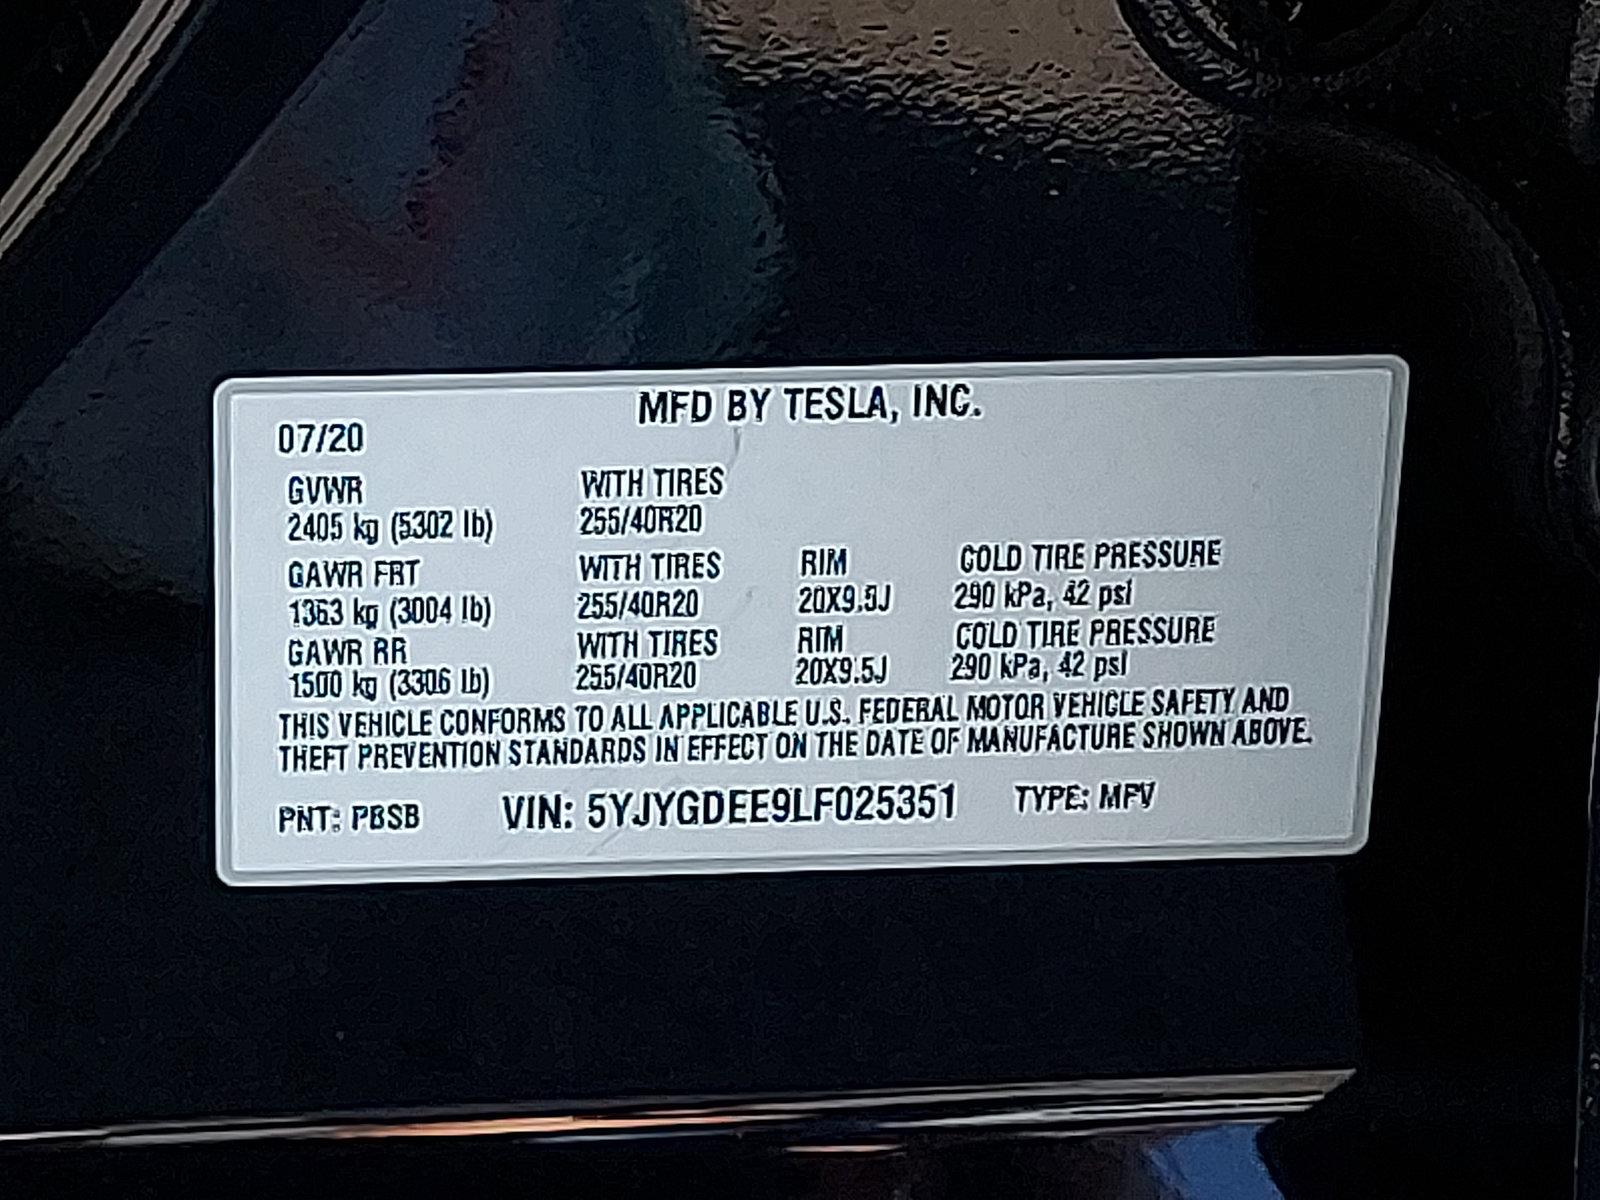 MFD BY TESLA, INC.
07/20
GVWR WITH TIRES
2405 kg (5302 lb) 255/40R20
GAWR FRT WITH TIRES RIM COLD TIRE PRESSURE
1363 kg (3004 lb) 255/40R20 20X9.5J 290 kPa, 42 psi
GAWR RR WITH TIRES RIM COLD TIRE PRESSURE
1500 kg (3306 lb) 255/40R20 20X9.5J 290 kPa, 42 psi
THIS VEHICLE CONFORMS TO ALL APPLICABLE U.S. FEDERAL MOTOR VEHICLE SAFETY AND
THEFT PREVENTION STANDARDS IN EFFECT ON THE DATE OF MANUFACTURE SHOWN ABOVE.
PNT: PBSB VIN: 5YJYGDEE9LF025351 TYPE: MPV